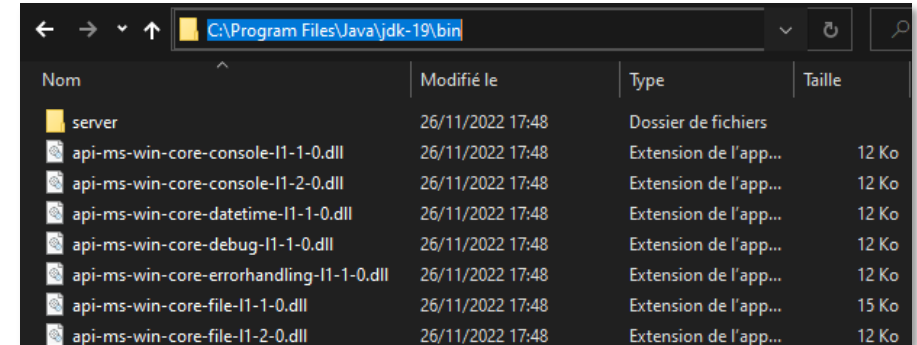 C:\Program Files\Java\jdk-19\bin
Nom Modifié le Type Taille
server 26/11/2022 17:48 Dossier de fichiers
api-ms-win-core-console-l1-1-0.dll 26/11/2022 17:48 Extension de l'app... 12 Ko
api-ms-win-core-console-l1-2-0.dll 26/11/2022 17:48 Extension de l'app... 12 Ko
api-ms-win-core-datetime-l1-1-0.dll 26/11/2022 17:48 Extension de l'app... 12 Ko
api-ms-win-core-debug-l1-1-0.dll 26/11/2022 17:48 Extension de l'app... 12 Ko
api-ms-win-core-errorhandling-l1-1-0.dll 26/11/2022 17:48 Extension de l'app... 12 Ko
api-ms-win-core-file-l1-1-0.dll 26/11/2022 17:48 Extension de l'app... 15 Ko
api-ms-win-core-file-l1-2-0.dll 26/11/2022 17:48 Extension de l'app... 12 Ko